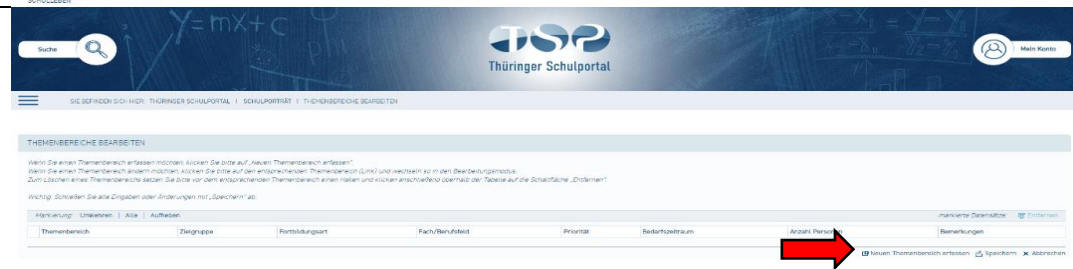 SCHULLEBEN
Y=mx+c
Suche
TSP
Thüringer Schulportal
Mein Konto
SIE BEFINDEN SICH HIER: THÜRINGER SCHULPORTAL | SCHULPORTRÄT | THEMENBEREICHE BEARBEITEN
THEMENBEREICHE BEARBEITEN
Wenn Sie einen Themenbereich erfassen möchten, klicken Sie bitte auf „Neuen Themenbereich erfassen".
Wenn Sie einen Themenbereich ändern möchten, klicken Sie bitte auf den entsprechenden Themenbereich (Link) und wechseln so in den Bearbeitungsmodus.
Zum Löschen eines Themenbereichs setzen Sie bitte vor dem entsprechenden Themenbereich einen Haken und klicken anschließend oberhalb der Tabelle auf die Schaltfläche „Entfernen".
Wichtig: Schließen Sie alle Eingaben oder Änderungen mit „Speichern" ab.
Markierung: Umkehren | Alle | Aufheben markierte Datensätze: Entfernen
Themenbereich Zielgruppe Fortbildungsart Fach/Berufsfeld Priorität Bedarfszeitraum Anzahl Personen Bemerkungen
Neuen Themenbereich erfassen Speichern Abbrechen